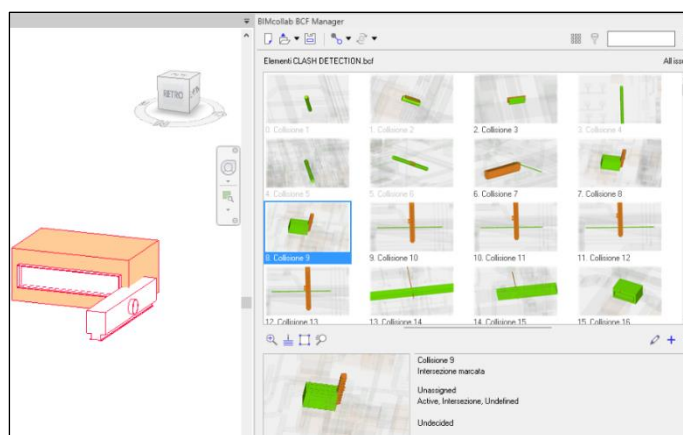 BIMcollab BCF Manager
Elementi CLASH DETECTION.bcf
All issu
RETRO
0. Collisione 1
1. Collisione 2
2. Collisione 3
3. Collisione 4
4. Collisione 5
5. Collisione 6
6. Collisione 7
7. Collisione 8
8. Collisione 9
9. Collisione 10
10. Collisione 11
11. Collisione 12
12. Collisione 13
13. Collisione 14
14. Collisione 15
15. Collisione 16
Collisione 9
Intersezione marcata
Unassigned
Active, Intersezione, Undefined
Undecided